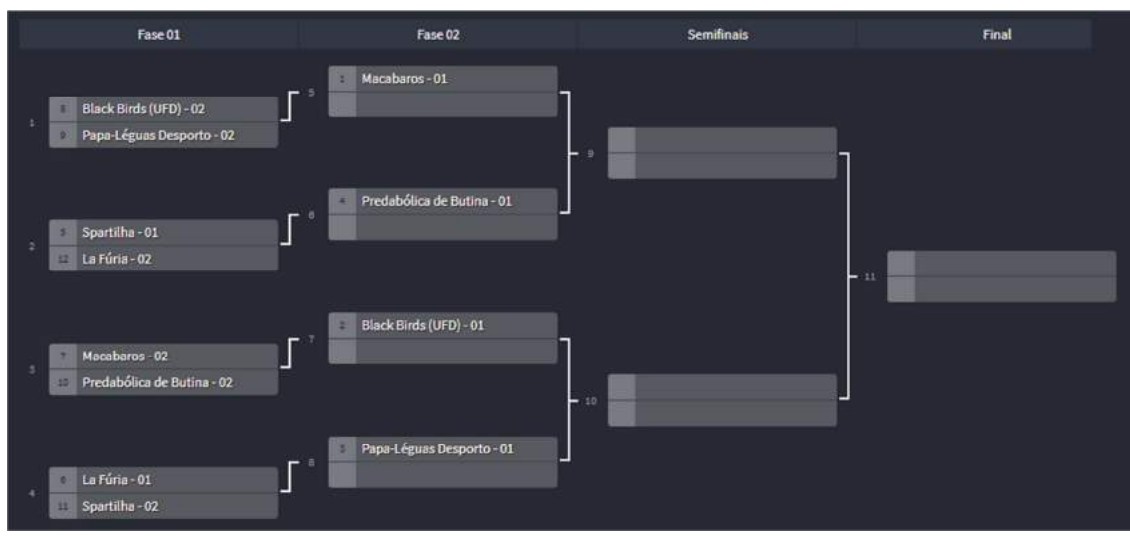 Fase 01
Fase 02
Semifinais
Final
1
8 Black Birds (UFD) - 02
9 Papa-Léguas Desporto - 02
2
5 Spartilha - 01
12 La Fúria - 02
3
7 Macabaros - 02
10 Predabólica de Butina - 02
4
6 La Fúria - 01
11 Spartilha - 02
5
1 Macabaros - 01
6
4 Predabólica de Butina - 01
7
2 Black Birds (UFD) - 01
8
3 Papa-Léguas Desporto - 01
9
10
11